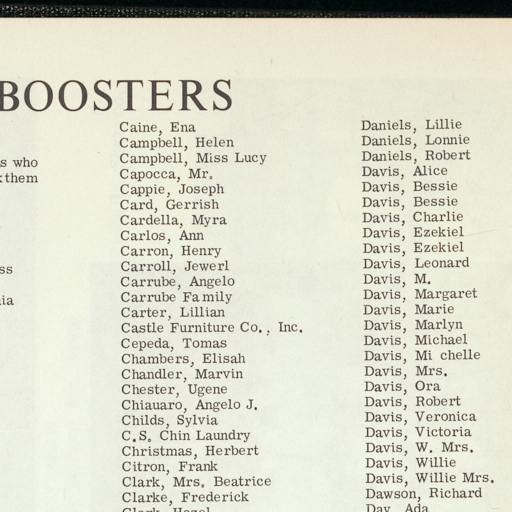 BOOSTERS
s who
them
ss
ia
Caine, Ena
Campbell, Helen
Campbell, Miss Lucy
Capocca, Mr.
Cappie, Joseph
Card, Gerrish
Cardella, Myra
Carlos, Ann
Carron, Henry
Carroll, Jewerl
Carrube, Angelo
Carrube Family
Carter, Lillian
Castle Furniture Co., Inc.
Cepeda, Tomas
Chambers, Elisah
Chandler, Marvin
Chester, Ugene
Chiauaro, Angelo J.
Childs, Sylvia
C.S. Chin Laundry
Christmas, Herbert
Citron, Frank
Clark, Mrs. Beatrice
Clarke, Frederick
Clark, Hazel
Daniels, Lillie
Daniels, Lonnie
Daniels, Robert
Davis, Alice
Davis, Bessie
Davis, Bessie
Davis, Charlie
Davis, Ezekiel
Davis, Ezekiel
Davis, Leonard
Davis, M.
Davis, Margaret
Davis, Marie
Davis, Marlyn
Davis, Michael
Davis, Mi chelle
Davis, Mrs.
Davis, Ora
Davis, Robert
Davis, Veronica
Davis, Victoria
Davis, W. Mrs.
Davis, Willie
Davis, Willie Mrs.
Dawson, Richard
Day, Ada